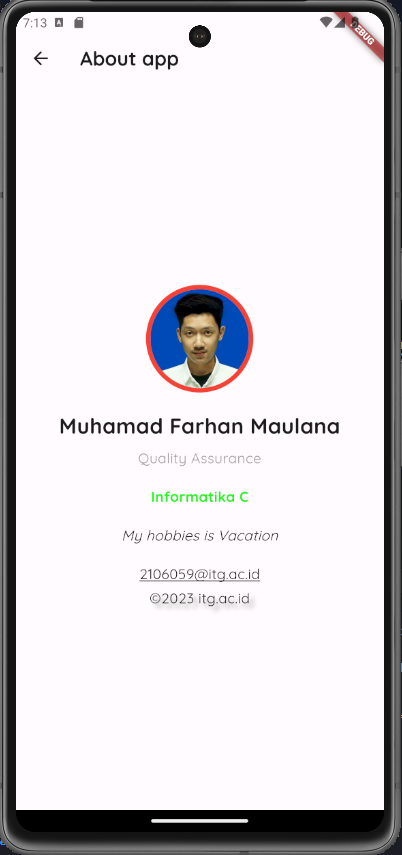 7:13
DEBUG
About app
Muhamad Farhan Maulana
Quality Assurance
Informatika C
My hobbies is Vacation
2106059@itg.ac.id
©2023 itg.ac.id